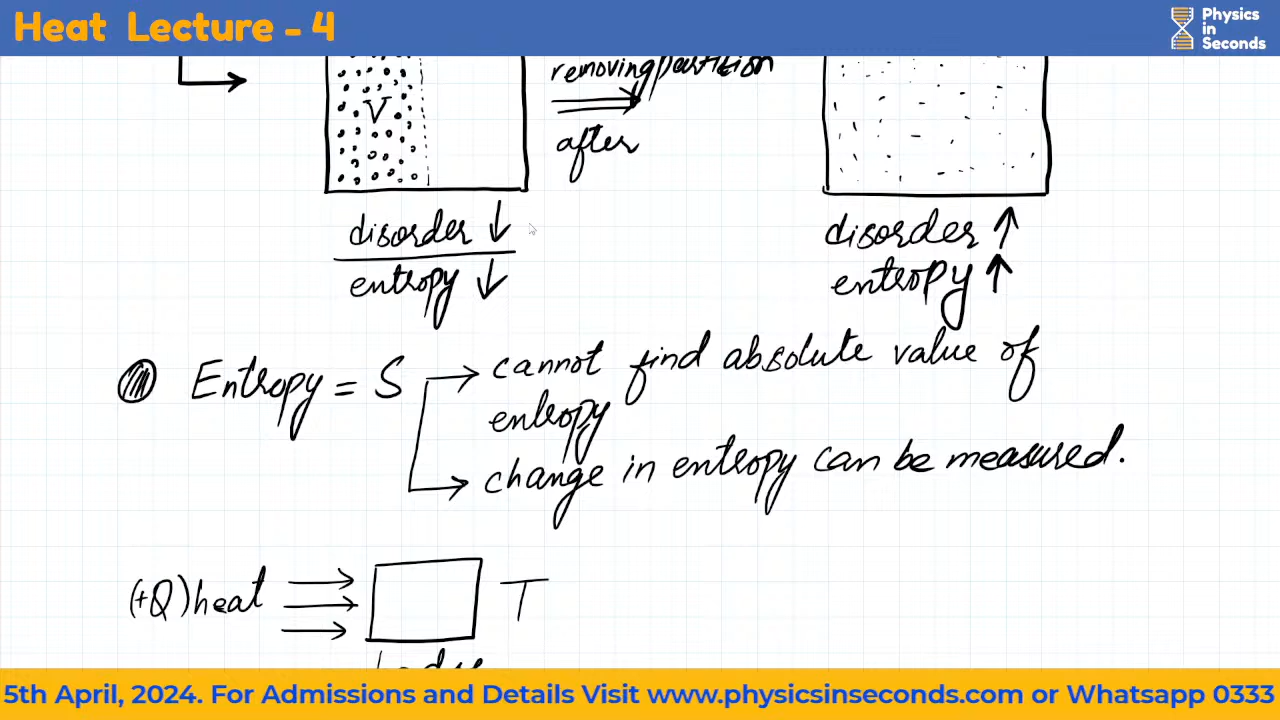 Heat Lecture - 4
Physics
in
Seconds
removing partition
V
after
disorder ↓
entropy ↓
disorder ↑
entropy ↑
Entropy = S → cannot find absolute value of
entropy
→ change in entropy can be measured.
(+Q) heat
T
5th April, 2024. For Admissions and Details Visit www.physicsinseconds.com or Whatsapp 0333